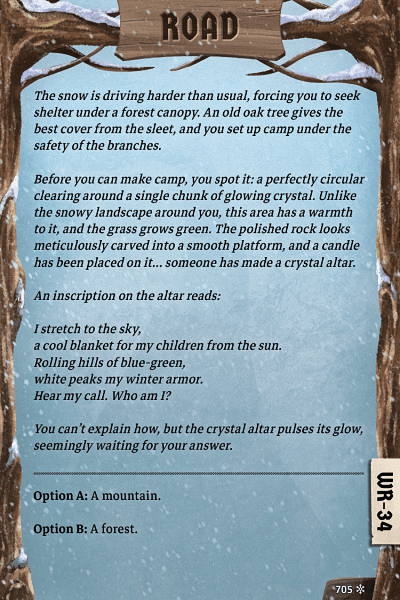 ROAD
The snow is driving harder than usual, forcing you to seek
shelter under a forest canopy. An old oak tree gives the
best cover from the sleet, and you set up camp under the
safety of the branches.
Before you can make camp, you spot it: a perfectly circular
clearing around a single chunk of glowing crystal. Unlike
the snowy landscape around you, this area has a warmth
to it, and the grass grows green. The polished rock looks
meticulously carved into a smooth platform, and a candle
has been placed on it... someone has made a crystal altar.
An inscription on the altar reads:
I stretch to the sky,
a cool blanket for my children from the sun.
Rolling hills of blue-green,
white peaks my winter armor.
Hear my call. Who am I?
You can't explain how, but the crystal altar pulses its glow,
seemingly waiting for your answer.
Option A: A mountain.
Option B: A forest.
WR-34
705